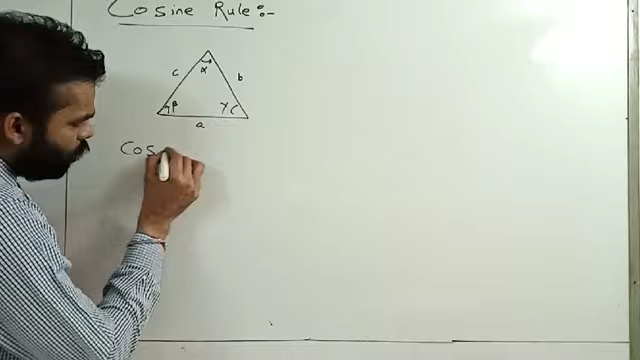 Cosine Rule :-
α
c
b
β
γ
a
Cos